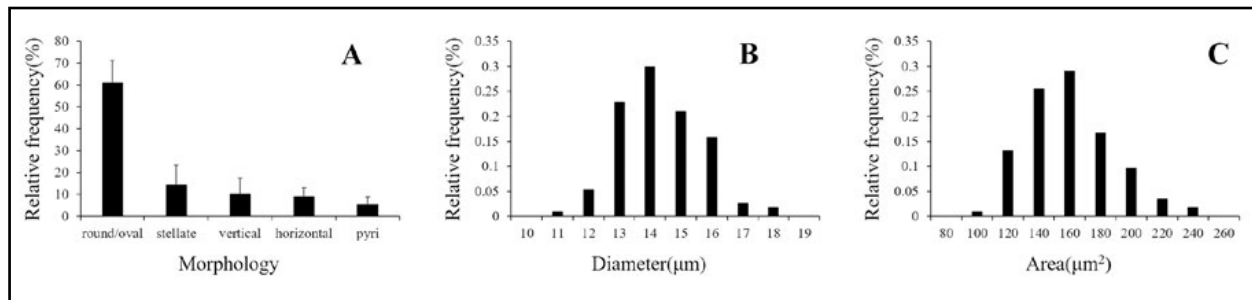 A
Relative frequency(%)
80
70
60
50
40
30
20
10
0
round/oval stellate vertical horizontal pyri
Morphology
B
Relative frequency(%)
0.35
0.3
0.25
0.2
0.15
0.1
0.05
0
10 11 12 13 14 15 16 17 18 19
Diameter(μm)
C
Relative frequency(%)
0.35
0.3
0.25
0.2
0.15
0.1
0.05
0
80 100 120 140 160 180 200 220 240 260
Area(μm²)